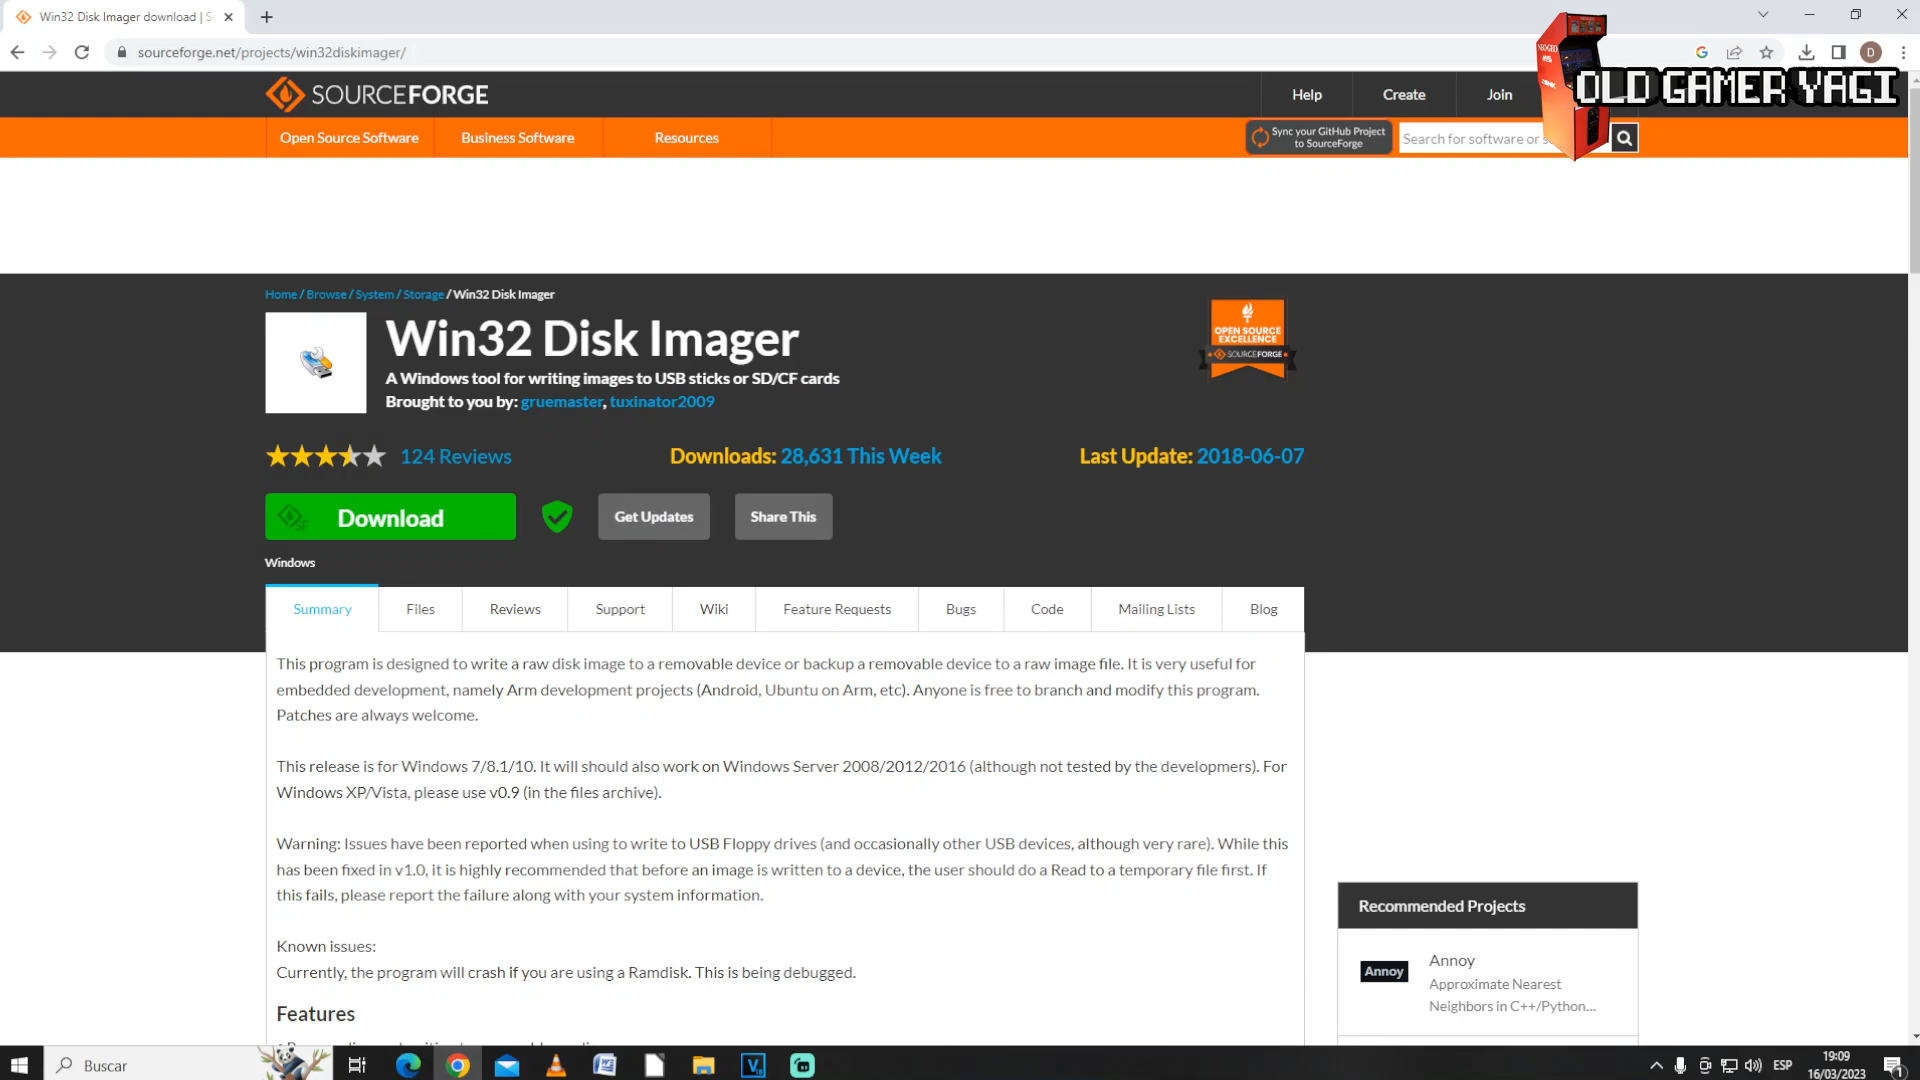 Win32 Disk Imager download | S
sourceforge.net/projects/win32diskimager/
D
NEOGEO
OLD GAMER YAGI
SOURCEFORGE
Help
Create
Join
Open Source Software
Business Software
Resources
Sync your GitHub Project
to SourceForge
Search for software or s
Home / Browse / System / Storage / Win32 Disk Imager
Win32 Disk Imager
A Windows tool for writing images to USB sticks or SD/CF cards
Brought to you by: gruemaster, tuxinator2009
OPEN SOURCE
EXCELLENCE
SOURCEFORGE
124 Reviews
Downloads: 28,631 This Week
Last Update: 2018-06-07
SF
Download
Get Updates
Share This
Windows
Summary
Files
Reviews
Support
Wiki
Feature Requests
Bugs
Code
Mailing Lists
Blog
This program is designed to write a raw disk image to a removable device or backup a removable device to a raw image file. It is very useful for
embedded development, namely Arm development projects (Android, Ubuntu on Arm, etc). Anyone is free to branch and modify this program.
Patches are always welcome.
This release is for Windows 7/8.1/10. It will should also work on Windows Server 2008/2012/2016 (although not tested by the developmers). For
Windows XP/Vista, please use v0.9 (in the files archive).
Warning: Issues have been reported when using to write to USB Floppy drives (and occasionally other USB devices, although very rare). While this
has been fixed in v1.0, it is highly recommended that before an image is written to a device, the user should do a Read to a temporary file first. If
this fails, please report the failure along with your system information.
Known issues:
Currently, the program will crash if you are using a Ramdisk. This is being debugged.
Features
Recommended Projects
Annoy
Annoy
Approximate Nearest
Neighbors in C++/Python...
Buscar
ESP
19:09
16/03/2023
1